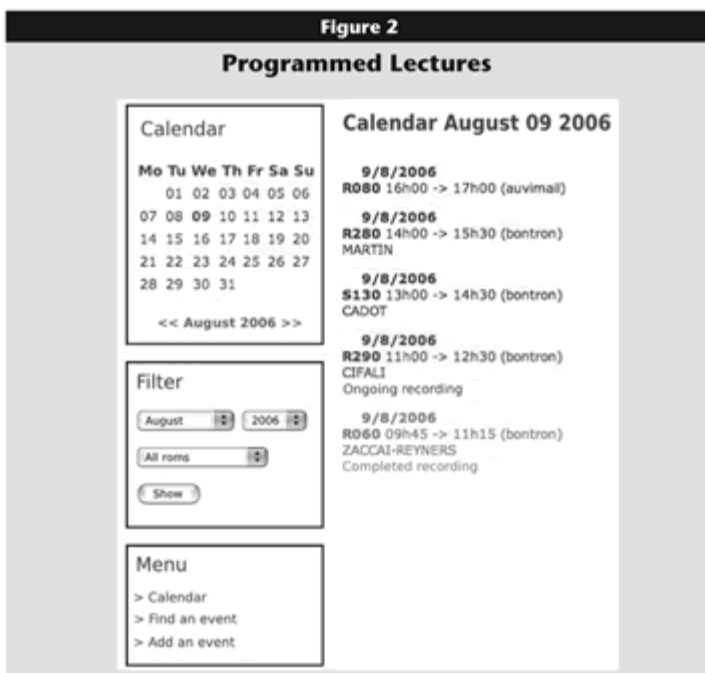 Figure 2
Programmed Lectures
Calendar
Mo Tu We Th Fr Sa Su
01 02 03 04 05 06
07 08 09 10 11 12 13
14 15 16 17 18 19 20
21 22 23 24 25 26 27
28 29 30 31
<< August 2006 >>
Filter
August 2006
All roms
Show
Menu
> Calendar
> Find an event
> Add an event
Calendar August 09 2006
9/8/2006
R080 16h00 -> 17h00 (auvimail)
9/8/2006
R280 14h00 -> 15h30 (bontron)
MARTIN
9/8/2006
S130 13h00 -> 14h30 (bontron)
CADOT
9/8/2006
R290 11h00 -> 12h30 (bontron)
CIFALI
Ongoing recording
9/8/2006
R060 09h45 -> 11h15 (bontron)
ZACCAI-REYNERS
Completed recording